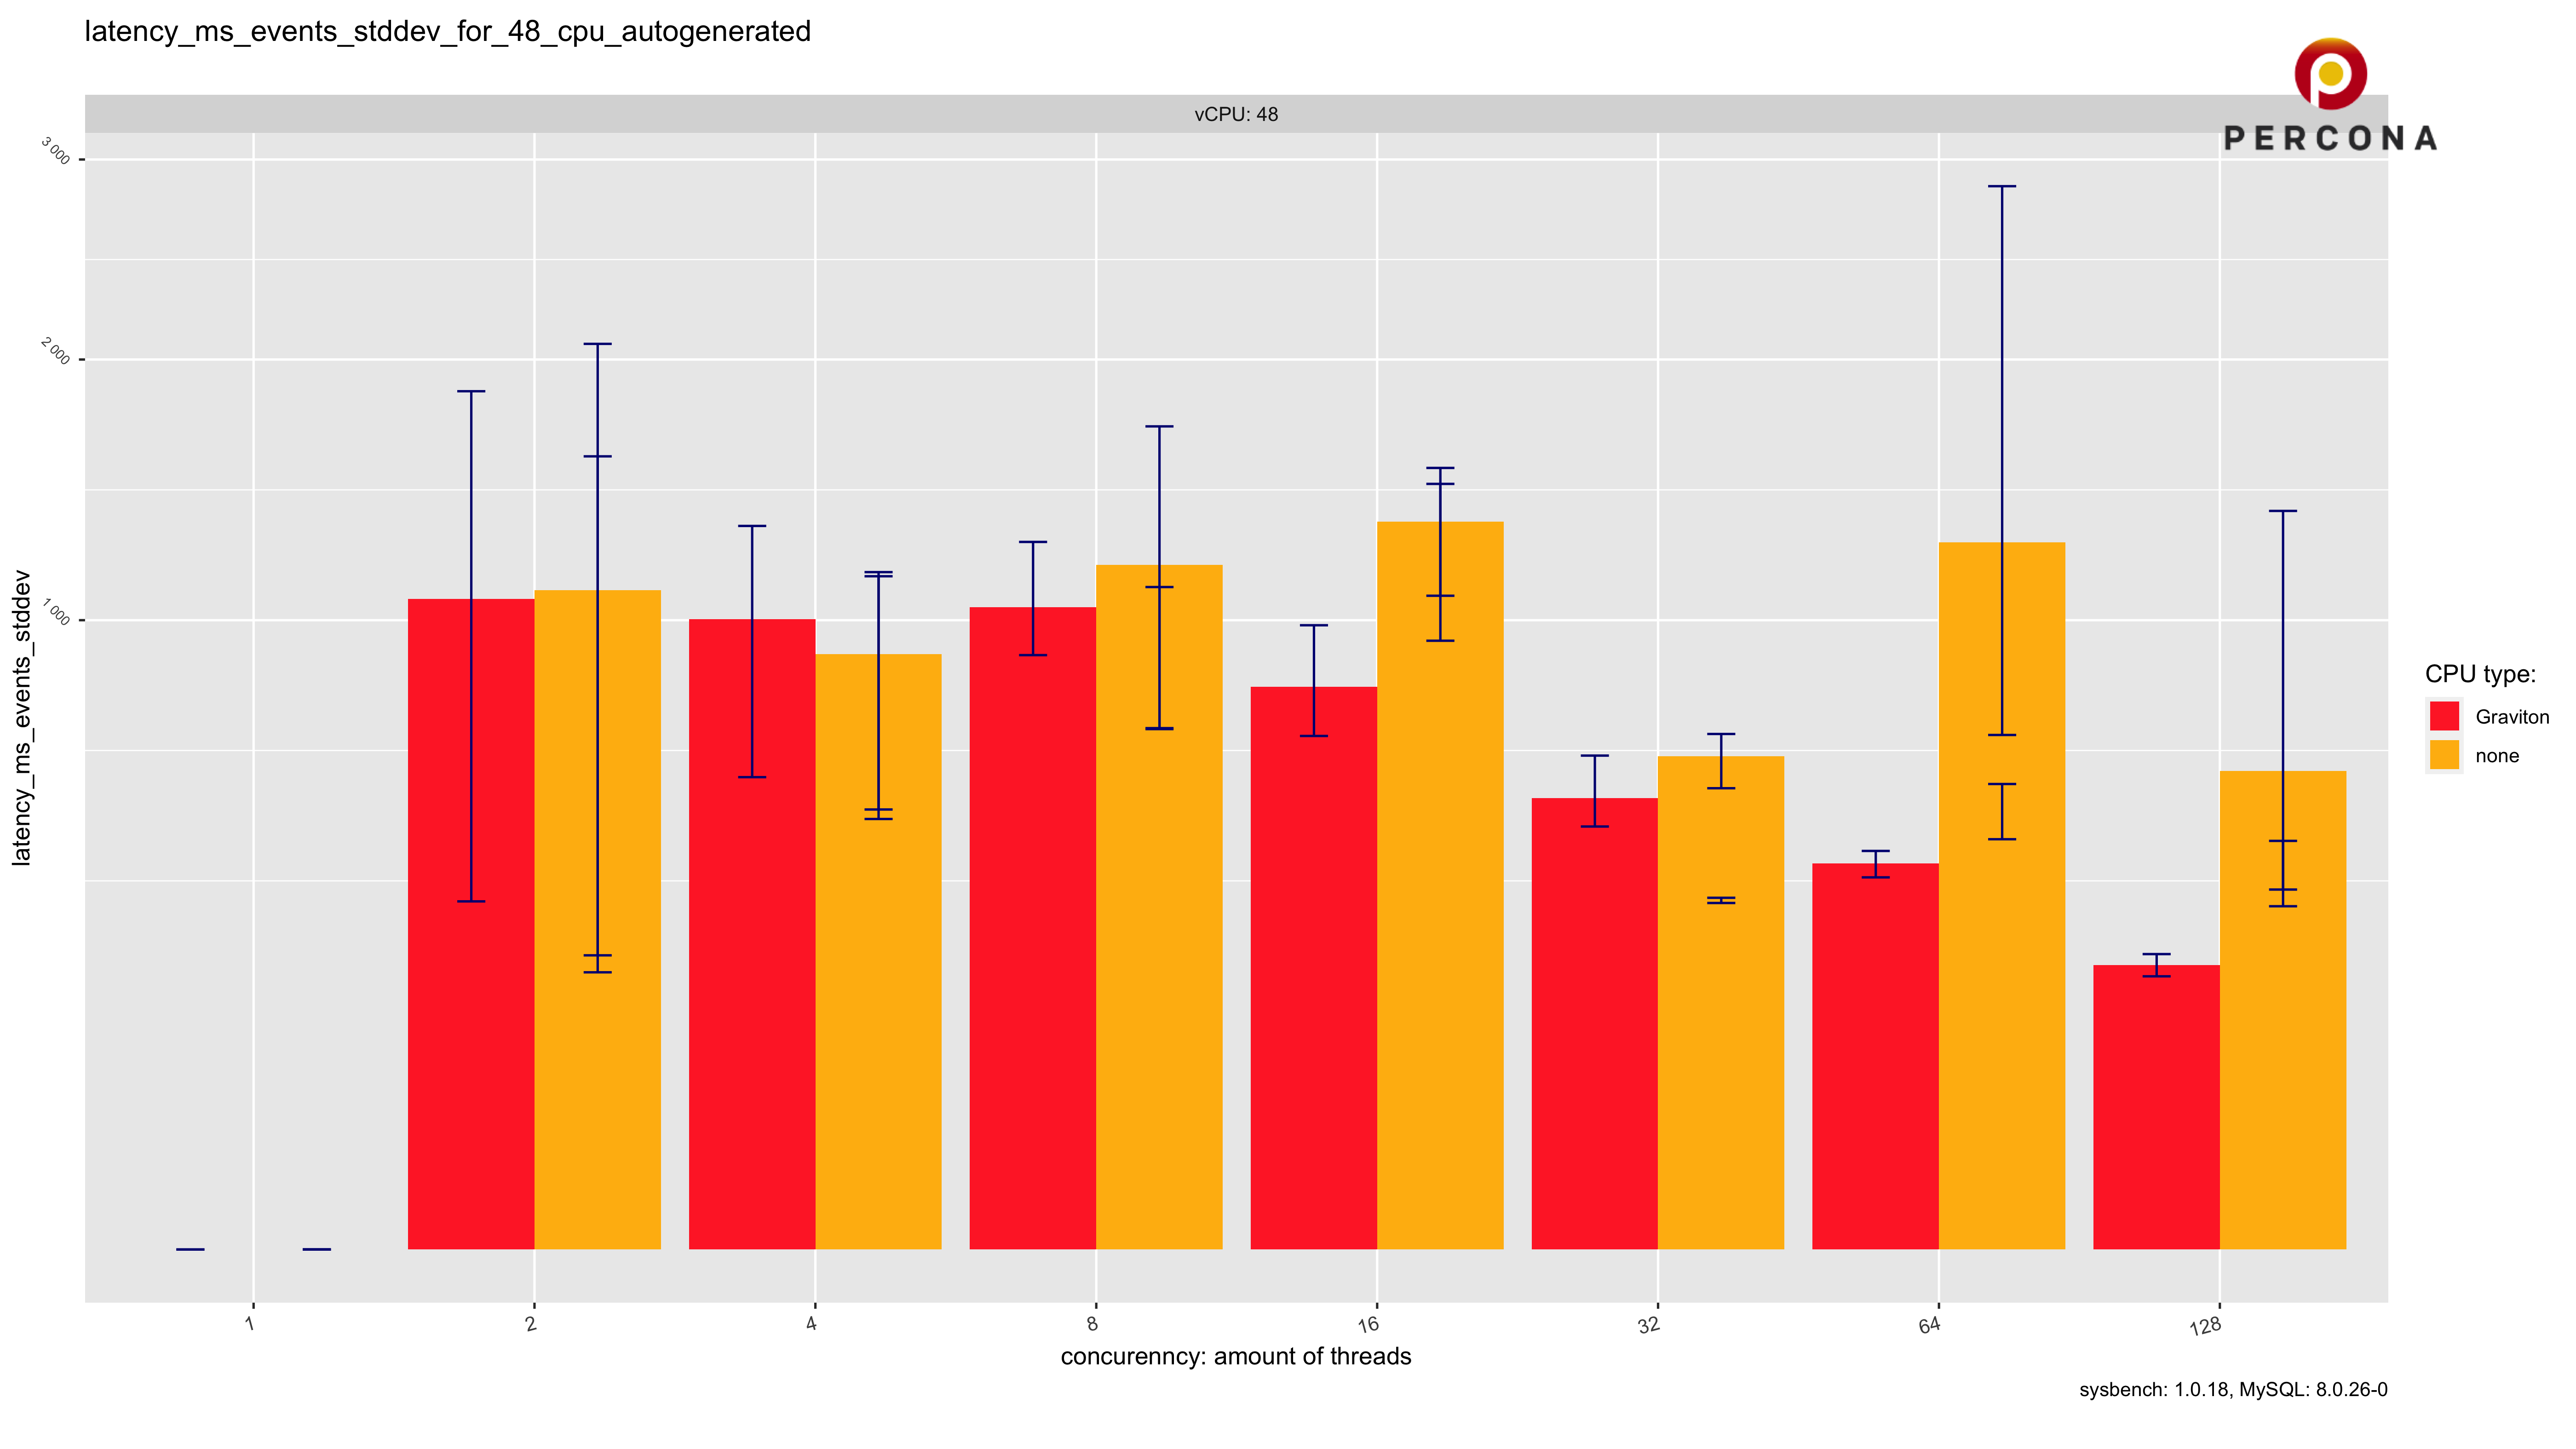 latency_ms_events_stddev_for_48_cpu_autogenerated
PERCONA
vCPU: 48
3 000
2 000
1 000
latency_ms_events_stddev
CPU type:
Graviton
none
1 2 4 8 16 32 64 128
concurenncy: amount of threads
sysbench: 1.0.18, MySQL: 8.0.26-0